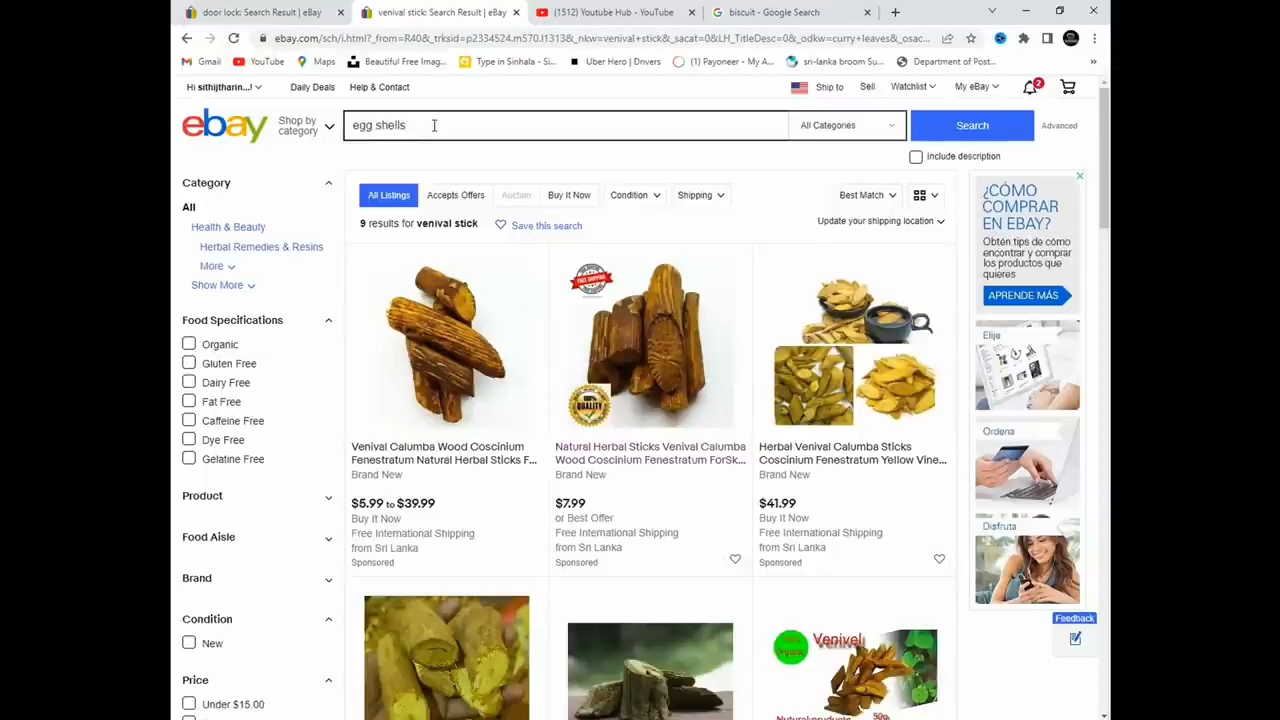 door lock: Search Result | eBay
venival stick: Search Result | eBay
(1512) Youtube Hub - YouTube
biscuit - Google Search
ebay.com/sch/i.html?_from=R40&_trksid=p2334524.m570.l1313&_nkw=venival+stick&_sacat=0&LH_TitleDesc=0&_odkw=curry+leaves&_osac...
Gmail
YouTube
Maps
Beautiful Free Imag...
Type in Sinhala - Si...
Uber Hero | Drivers
(1) Payoneer - My A...
sri-lanka broom Su...
Department of Post...
Hi sithijtharin...!
Daily Deals
Help & Contact
Ship to
Sell
Watchlist
My eBay
2
ebay
Shop by
category
egg shells
All Categories
Search
Advanced
Include description
Category
All
Health & Beauty
Herbal Remedies & Resins
More
Show More
Food Specifications
Organic
Gluten Free
Dairy Free
Fat Free
Caffeine Free
Dye Free
Gelatine Free
Product
Food Aisle
Brand
Condition
New
Price
Under $15.00
All Listings
Accepts Offers
Auction
Buy It Now
Condition
Shipping
Best Match
9 results for venival stick
Save this search
Update your shipping location
FREE SHIPPING
100%
QUALITY
Venival Calumba Wood Coscinium
Fenestratum Natural Herbal Sticks F...
Brand New
$5.99 to $39.99
Buy It Now
Free International Shipping
from Sri Lanka
Sponsored
Natural Herbal Sticks Venival Calumba
Wood Coscinium Fenestratum ForSk...
Brand New
$7.99
or Best Offer
Free International Shipping
from Sri Lanka
Sponsored
Herbal Venival Calumba Sticks
Coscinium Fenestratum Yellow Vine...
Brand New
$41.99
Buy It Now
Free International Shipping
from Sri Lanka
Sponsored
Venivel
Organic
Natural products
50g
¿CÓMO
COMPRAR
EN EBAY?
Obtén tips de cómo
encontrar y comprar
los productos que
quieres
APRENDE MÁS
Elije
Ordena
Disfruta
Feedback